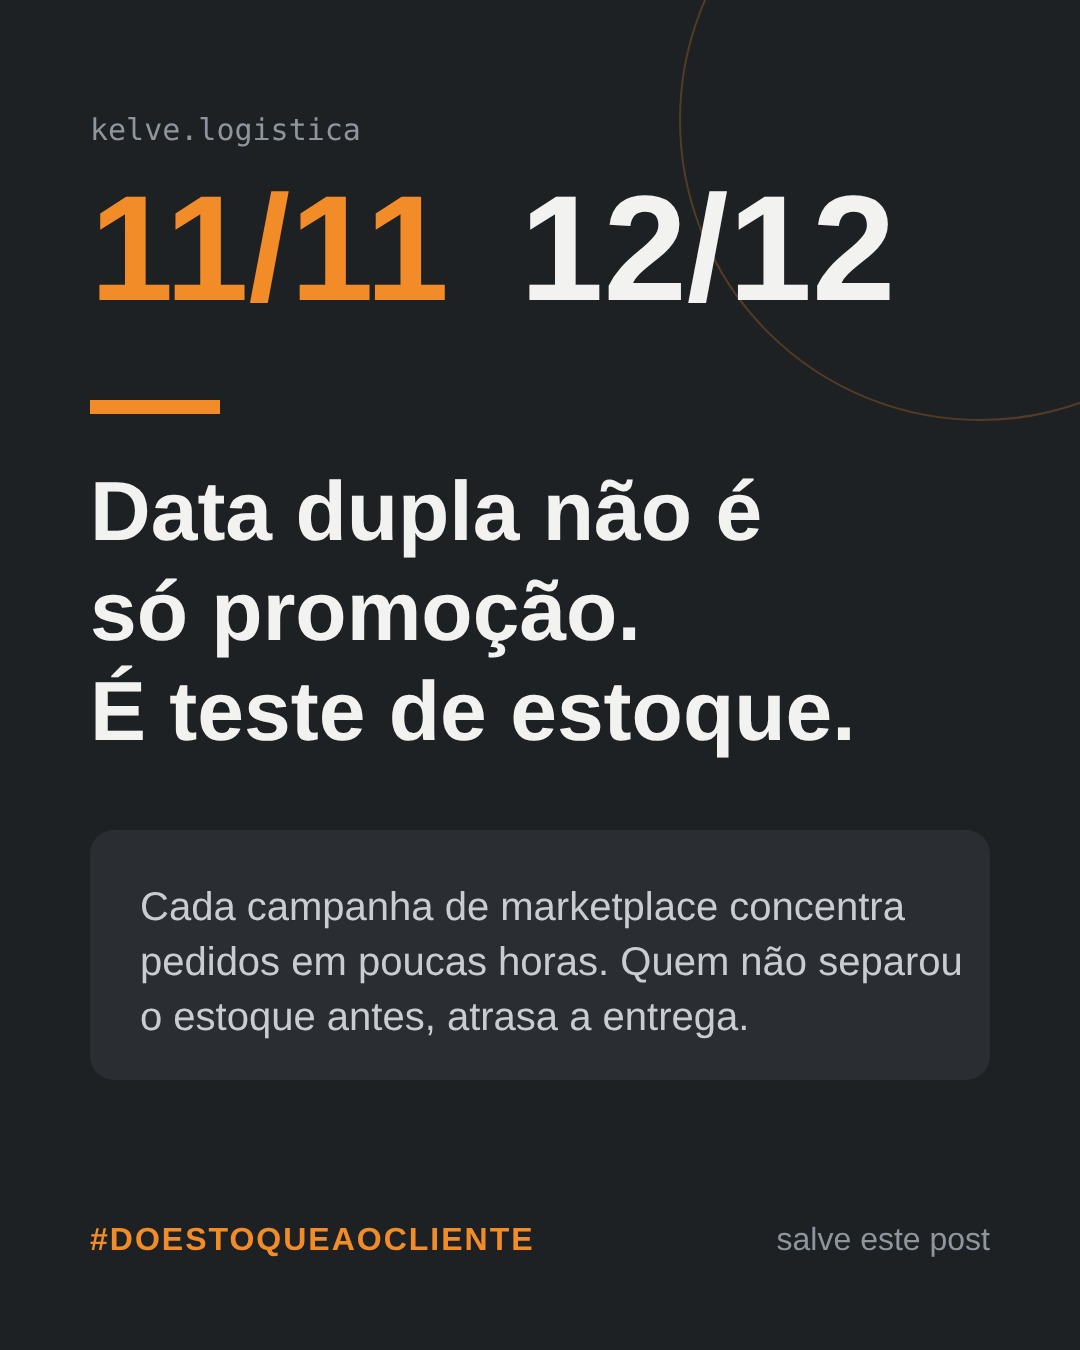 kelve.logistica
11/11 12/12
Data dupla não é
só promoção.
É teste de estoque.
Cada campanha de marketplace concentra
pedidos em poucas horas. Quem não separou
o estoque antes, atrasa a entrega.
#DOESTOQUEAOCLIENTE
salve este post